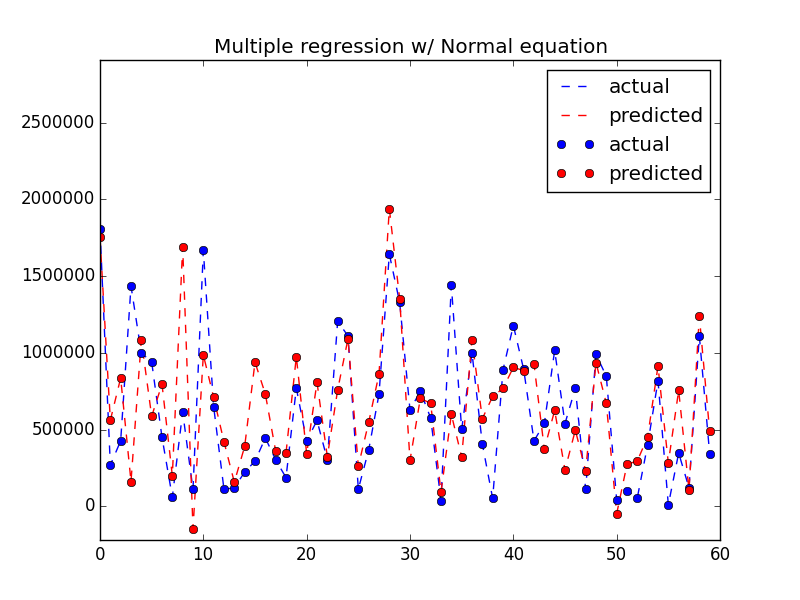 Multiple regression w/ Normal equation
actual
predicted
actual
predicted
2500000
2000000
1500000
1000000
500000
0
0 10 20 30 40 50 60